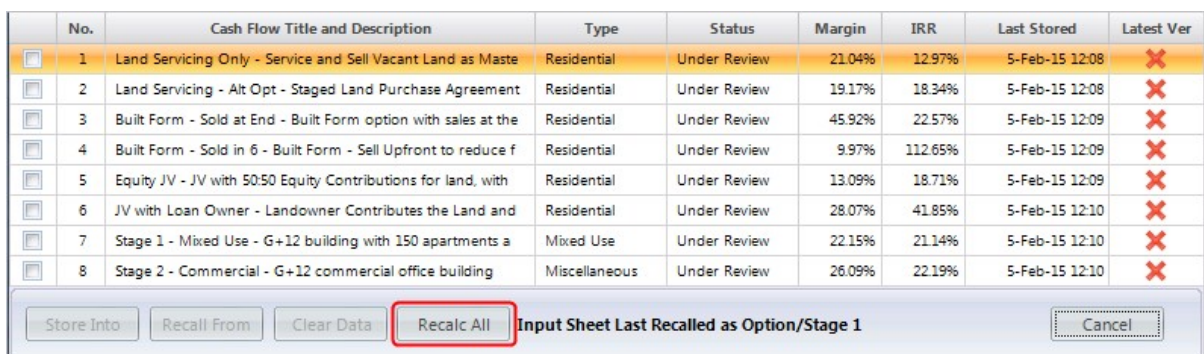 No. Cash Flow Title and Description Type Status Margin IRR Last Stored Latest Ver
1 Land Servicing Only - Service and Sell Vacant Land as Maste Residential Under Review 21.04% 12.97% 5-Feb-15 12:08
2 Land Servicing - Alt Opt - Staged Land Purchase Agreement Residential Under Review 19.17% 18.34% 5-Feb-15 12:08
3 Built Form - Sold at End - Built Form option with sales at the Residential Under Review 45.92% 22.57% 5-Feb-15 12:09
4 Built Form - Sold in 6 - Built Form - Sell Upfront to reduce f Residential Under Review 9.97% 112.65% 5-Feb-15 12:09
5 Equity JV - JV with 50:50 Equity Contributions for land, with Residential Under Review 13.09% 18.71% 5-Feb-15 12:09
6 JV with Loan Owner - Landowner Contributes the Land and Residential Under Review 28.07% 41.85% 5-Feb-15 12:10
7 Stage 1 - Mixed Use - G+12 building with 150 apartments a Mixed Use Under Review 22.15% 21.14% 5-Feb-15 12:10
8 Stage 2 - Commercial - G+12 commercial office building Miscellaneous Under Review 26.09% 22.19% 5-Feb-15 12:10
Store Into Recall From Clear Data Recalc All Input Sheet Last Recalled as Option/Stage 1 Cancel